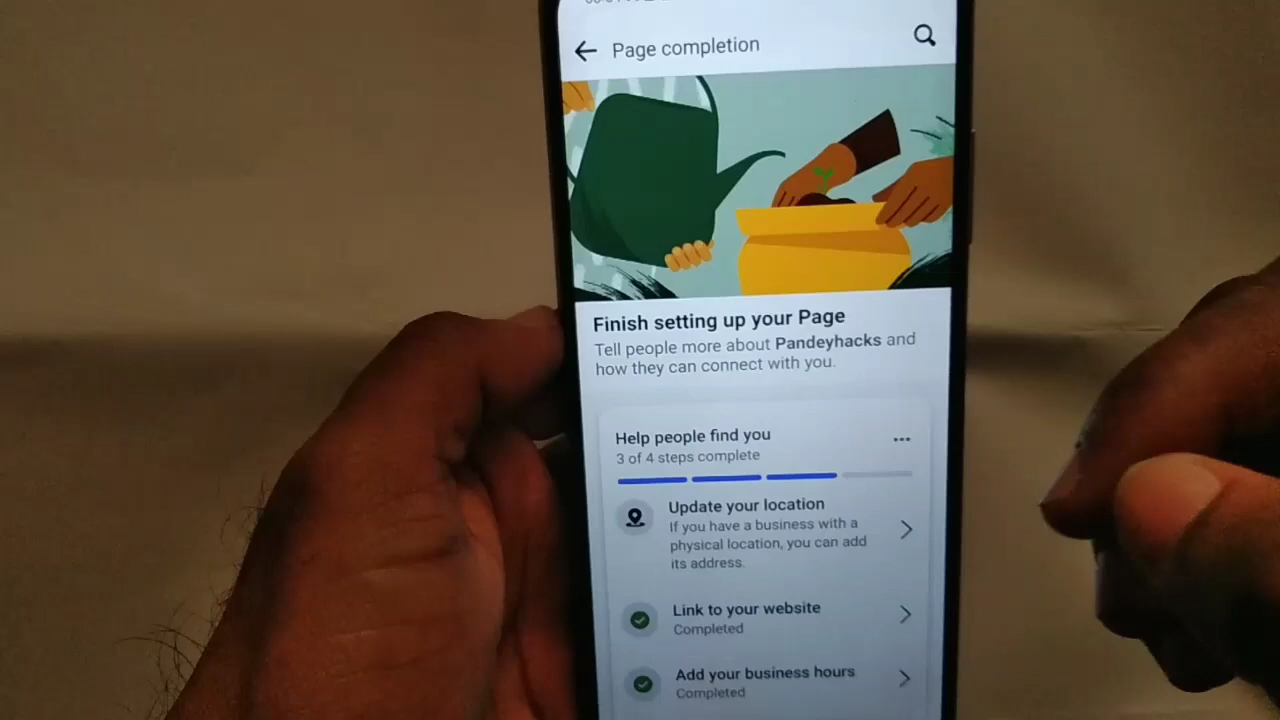 Page completion
Finish setting up your Page
Tell people more about Pandeyhacks and
how they can connect with you.
Help people find you
3 of 4 steps complete
Update your location
If you have a business with a
physical location, you can add
its address.
Link to your website
Completed
Add your business hours
Completed